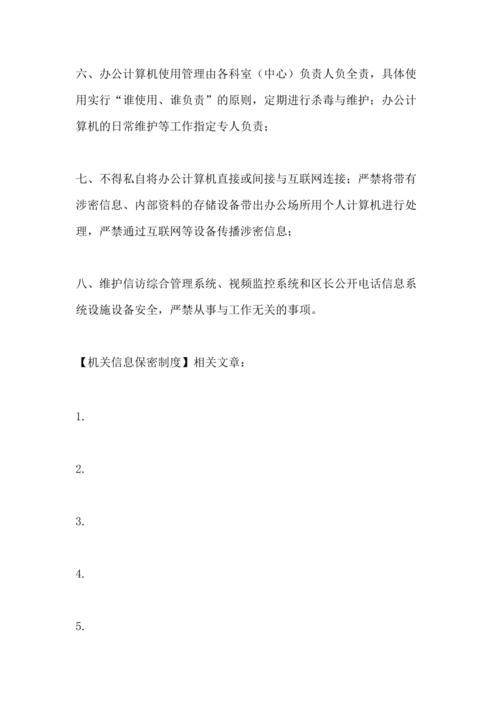 六、办公计算机使用管理由各科室（中心）负责人负全责，具体使
用实行“谁使用、谁负责”的原则，定期进行杀毒与维护；办公计
算机的日常维护等工作指定专人负责；
七、不得私自将办公计算机直接或间接与互联网连接；严禁将带有
涉密信息、内部资料的存储设备带出办公场所用个人计算机进行处
理，严禁通过互联网等设备传播涉密信息；
八、维护信访综合管理系统、视频监控系统和区长公开电话信息系
统设施设备安全，严禁从事与工作无关的事项。
【机关信息保密制度】相关文章：
1.
2.
3.
4.
5.